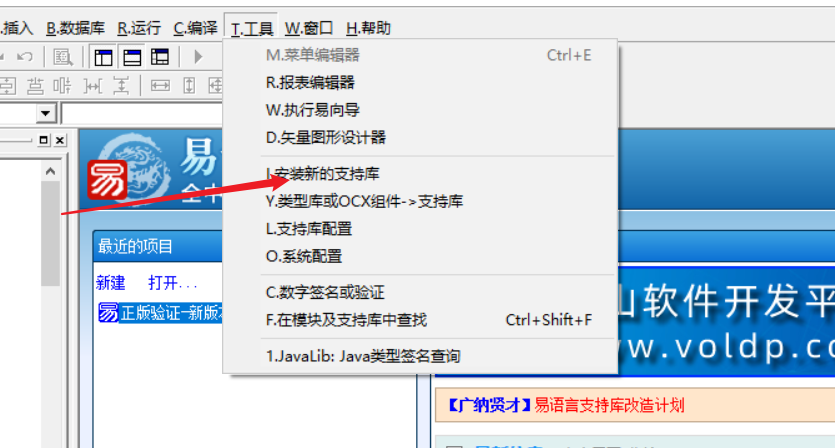 .插入 B.数据库 R.运行 C.编译 T.工具 W.窗口 H.帮助
M.菜单编辑器 Ctrl+E
R.报表编辑器
W.执行易向导
D.矢量图形设计器
I.安装新的支持库
Y.类型库或OCX组件->支持库
L.支持库配置
O.系统配置
C.数字签名或验证
F.在模块及支持库中查找 Ctrl+Shift+F
1.JavaLib: Java类型签名查询
易 易
全中
最近的项目
新建 打开...
易 正版验证-新版
山软件开发平
w.voldp.co
【广纳贤才】易语言支持库改造计划